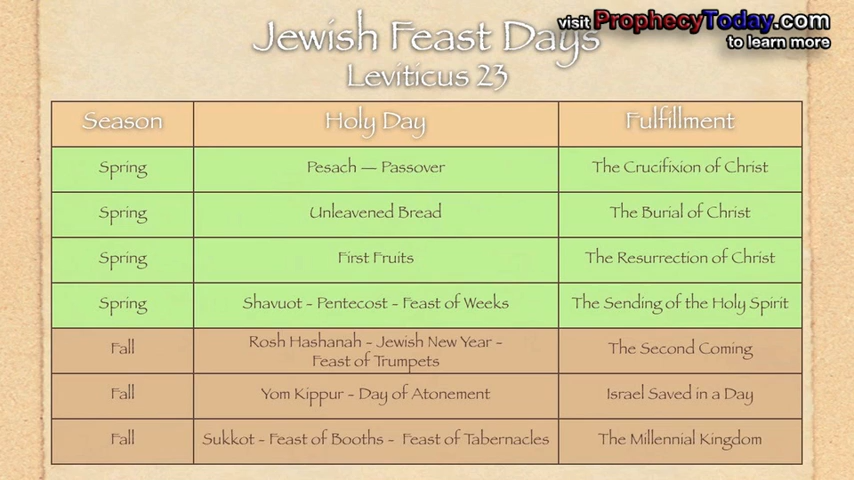 visit ProphecyToday.com
to learn more
Jewish Feast Days
Leviticus 23
Season Holy Day Fulfillment
Spring Pesach — Passover The Crucifixion of Christ
Spring Unleavened Bread The Burial of Christ
Spring First Fruits The Resurrection of Christ
Spring Shavuot - Pentecost - Feast of Weeks The Sending of the Holy Spirit
Fall Rosh Hashanah - Jewish New Year -
Feast of Trumpets The Second Coming
Fall Yom Kippur - Day of Atonement Israel Saved in a Day
Fall Sukkot - Feast of Booths - Feast of Tabernacles The Millennial Kingdom